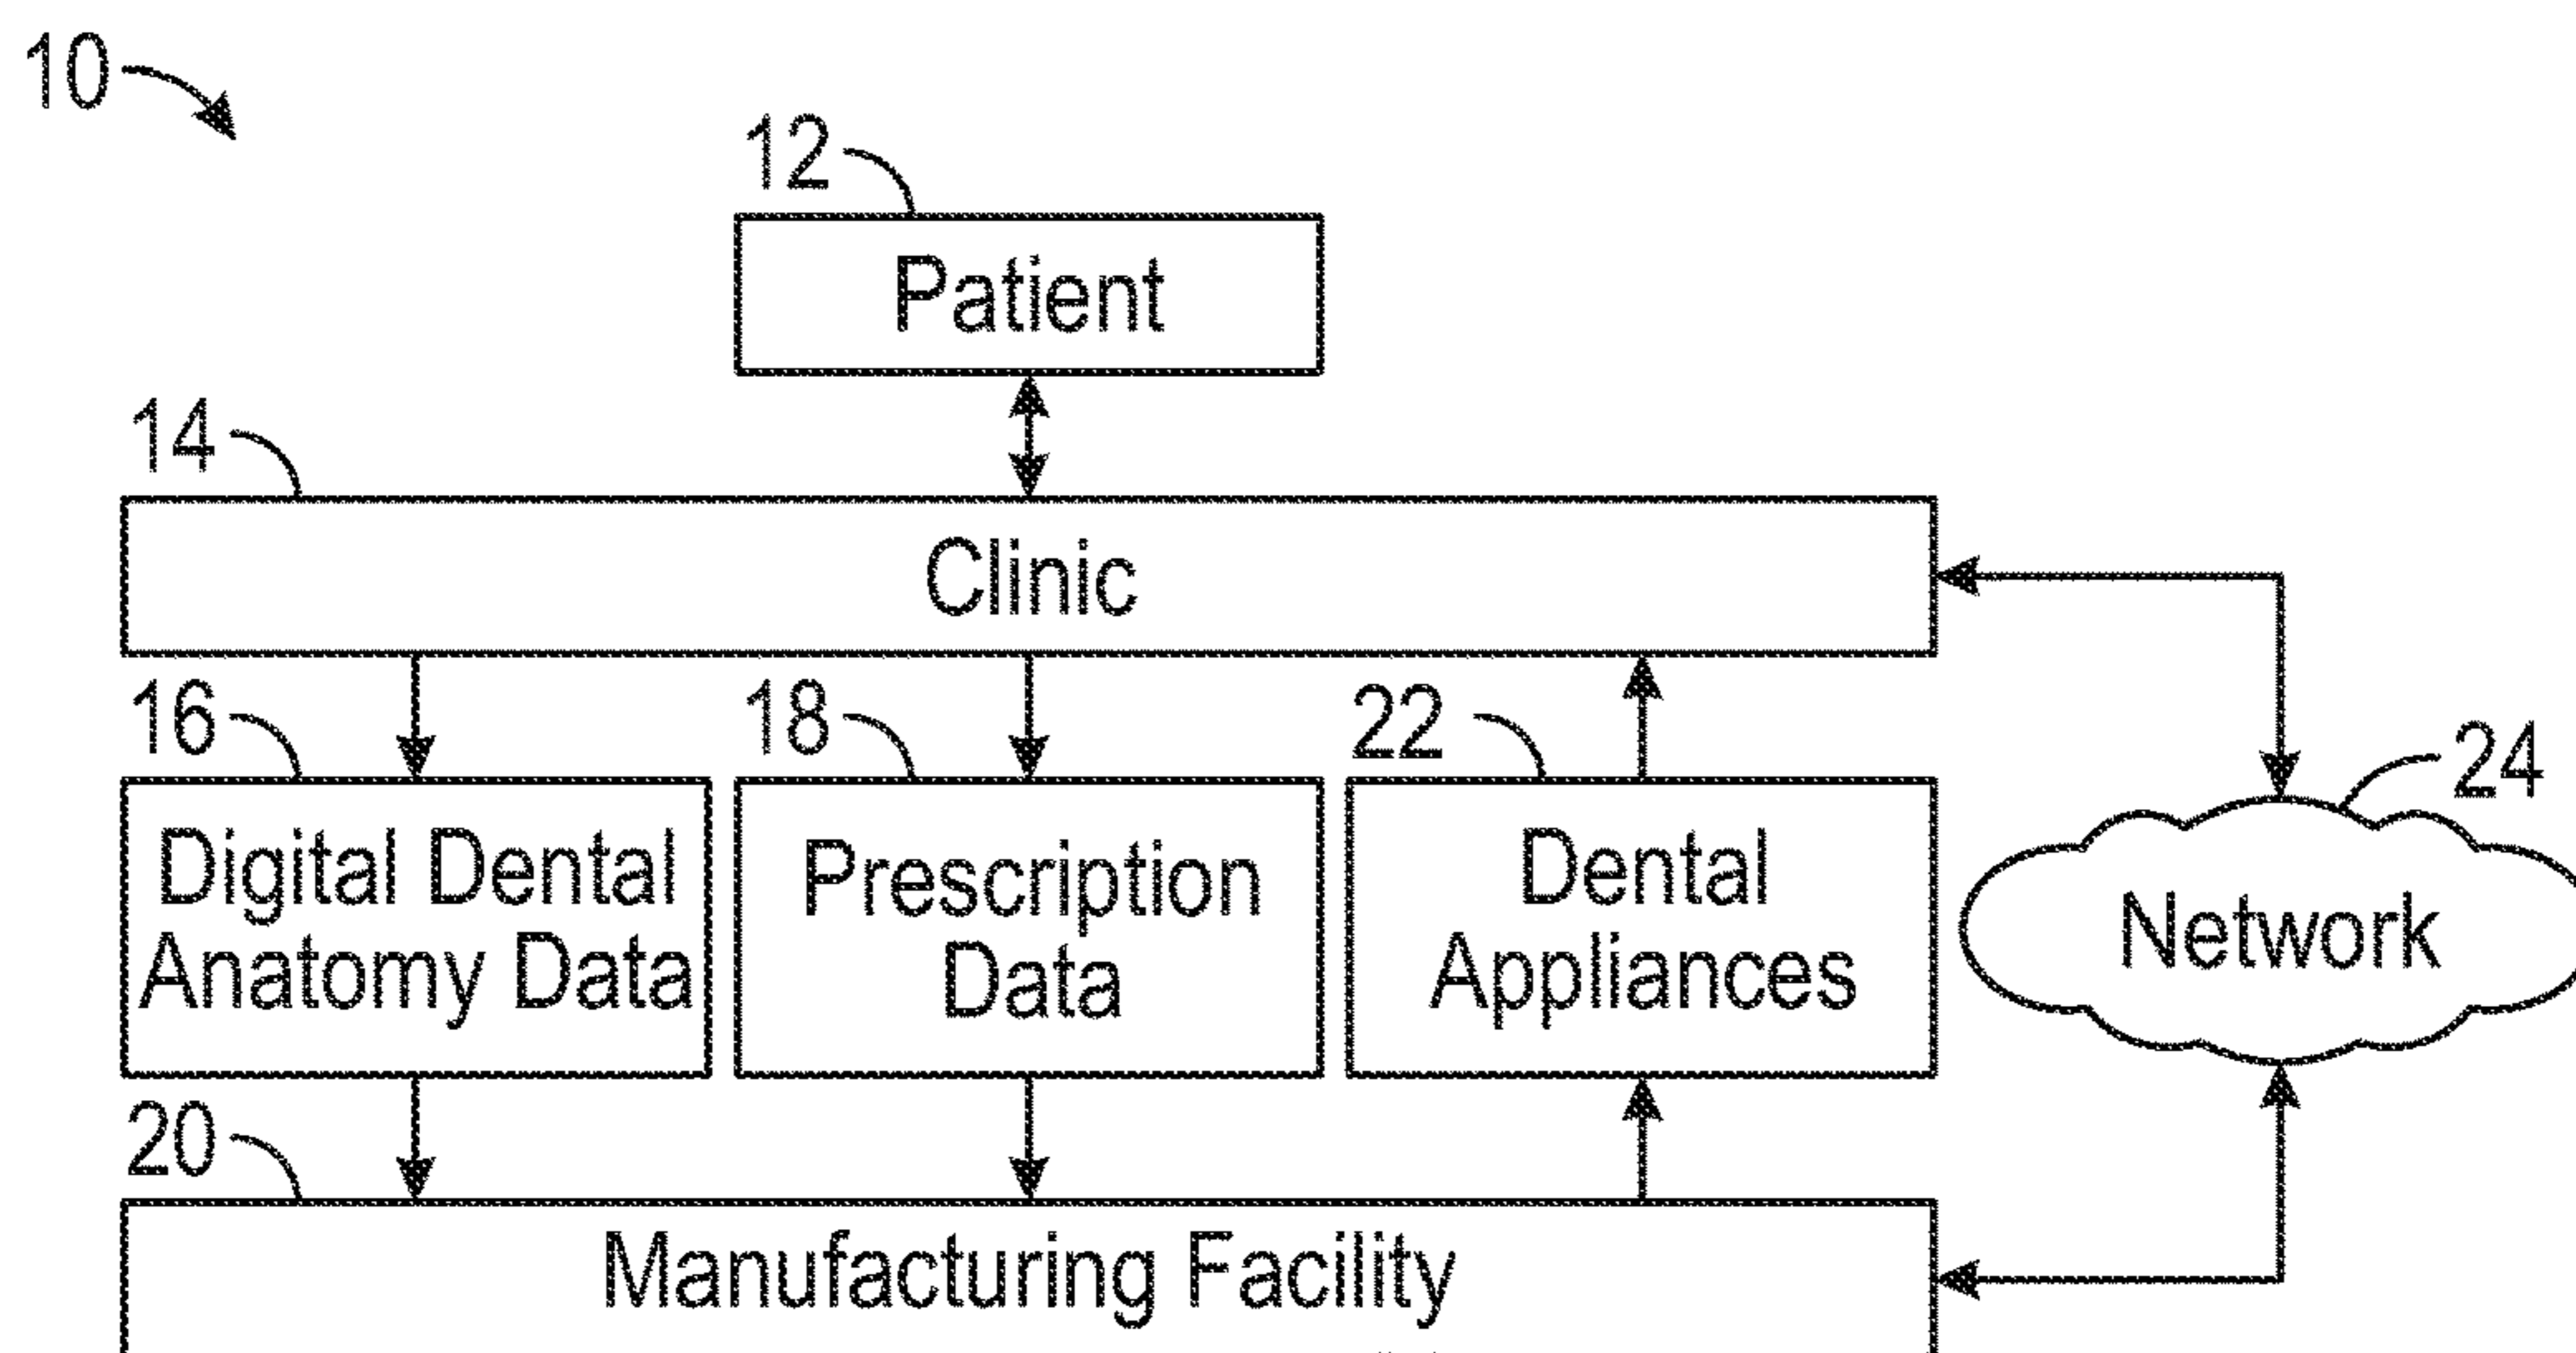 10
12
Patient
14
Clinic
16
18
22
24
Digital Dental
Anatomy Data
Prescription
Data
Dental
Appliances
Network
20
Manufacturing Facility